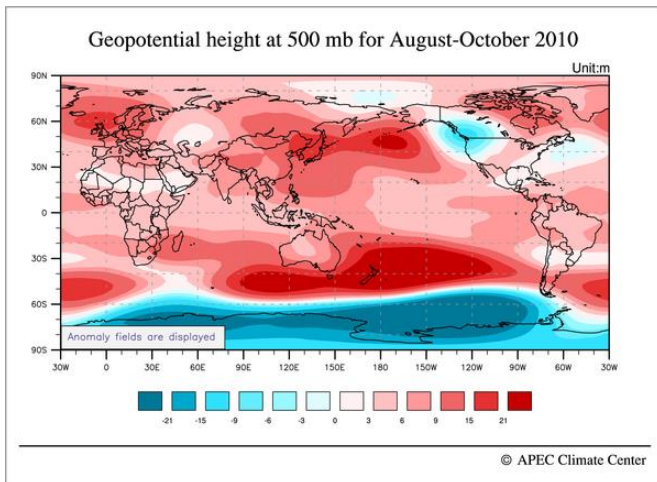 Geopotential height at 500 mb for August-October 2010
Unit:m
90N
60N
30N
0
30S
60S
90S
Anomaly fields are displayed
30W 0 30E 60E 90E 120E 150E 180 150W 120W 90W 60W 30W
-21 -15 -9 -6 -3 0 3 6 9 15 21
© APEC Climate Center